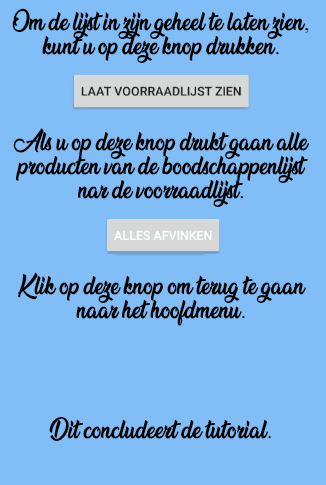 Om de lijst in zijn geheel te laten zien,
kunt u op deze knop drukken.
LAAT VOORRAADLIJST ZIEN
Als u op deze knop drukt gaan alle
producten van de boodschappenlijst
nar de voorraadlijst.
ALLES AFVINKEN
Klik op deze knop om terug te gaan
naar het hoofdmenu.
Dit concludeert de tutorial.